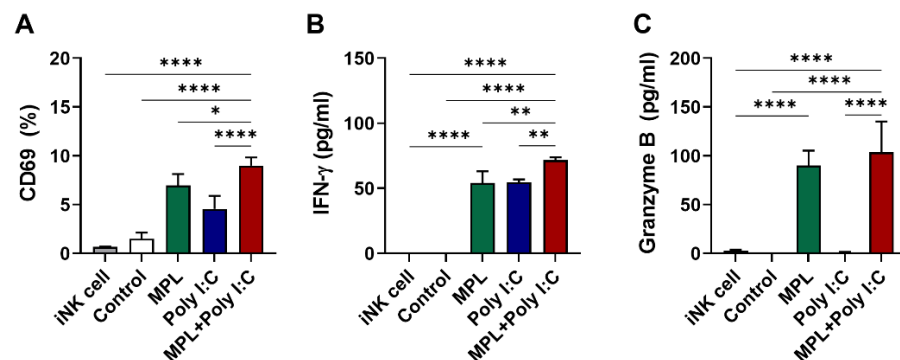 A
CD69 (%)
20
15
10
5
0
****
****
*
****
iNK cell
Control
MPL
Poly I:C
MPL+Poly I:C
B
IFN-γ (pg/ml)
150
100
50
0
****
****
**
****
**
iNK cell
Control
MPL
Poly I:C
MPL+Poly I:C
C
Granzyme B (pg/ml)
200
150
100
50
0
****
****
****
****
iNK cell
Control
MPL
Poly I:C
MPL+Poly I:C